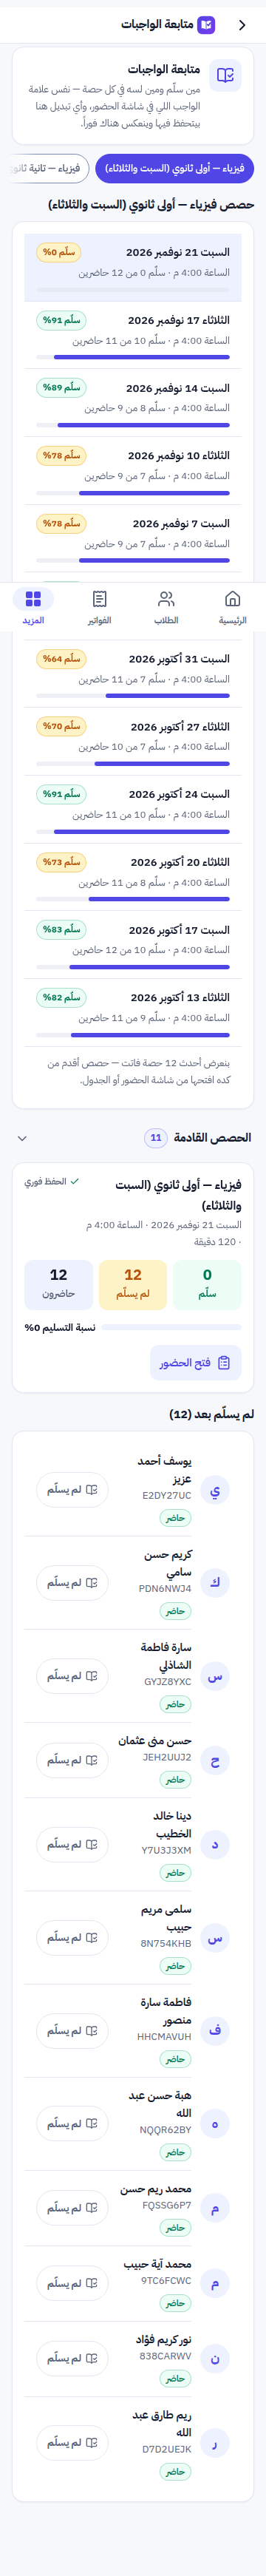 متابعة الواجبات
متابعة الواجبات
مين سلّم ومين لسه في كل حصة — نفس علامة
الواجب اللي في شاشة الحضور، وأي تبديل هنا
بيتحفظ فيها وينعكس هناك فوراً.
فيزياء — أولى ثانوي (السبت والثلاثاء)
فيزياء — تانية ثانوي
حصص فيزياء — أولى ثانوي (السبت والثلاثاء)
السبت 21 نوفمبر 2026
سلّم 0%
الساعة 4:00 م · سلّم 0 من 12 حاضرين
الثلاثاء 17 نوفمبر 2026
سلّم 91%
الساعة 4:00 م · سلّم 10 من 11 حاضرين
السبت 14 نوفمبر 2026
سلّم 89%
الساعة 4:00 م · سلّم 8 من 9 حاضرين
الثلاثاء 10 نوفمبر 2026
سلّم 78%
الساعة 4:00 م · سلّم 7 من 9 حاضرين
السبت 7 نوفمبر 2026
سلّم 78%
الساعة 4:00 م · سلّم 7 من 9 حاضرين
الرئيسية
الطلاب
الفواتير
المزيد
السبت 31 أكتوبر 2026
سلّم 64%
الساعة 4:00 م · سلّم 7 من 11 حاضرين
الثلاثاء 27 أكتوبر 2026
سلّم 70%
الساعة 4:00 م · سلّم 7 من 10 حاضرين
السبت 24 أكتوبر 2026
سلّم 91%
الساعة 4:00 م · سلّم 10 من 11 حاضرين
الثلاثاء 20 أكتوبر 2026
سلّم 73%
الساعة 4:00 م · سلّم 8 من 11 حاضرين
السبت 17 أكتوبر 2026
سلّم 83%
الساعة 4:00 م · سلّم 10 من 12 حاضرين
الثلاثاء 13 أكتوبر 2026
سلّم 82%
الساعة 4:00 م · سلّم 9 من 11 حاضرين
بنعرض أحدث 12 حصة فاتت — حصص أقدم من
كده افتحها من شاشة الحضور أو الجدول.
الحصص القادمة
11
فيزياء — أولى ثانوي (السبت
والثلاثاء)
الحفظ فوري
السبت 21 نوفمبر 2026 · الساعة 4:00 م
· 120 دقيقة
0
سلّم
12
لم يسلّم
12
حاضرون
نسبة التسليم 0%
فتح الحضور
لم يسلّم بعد (12)
ي
يوسف أحمد
عزيز
E2DY27UC
حاضر
لم يسلّم
ك
كريم حسن
سامي
PDN6NWJ4
حاضر
لم يسلّم
س
سارة فاطمة
الشاذلي
GYJZ8YXC
حاضر
لم يسلّم
ح
حسن منى عثمان
JEH2UUJ2
حاضر
لم يسلّم
د
دينا خالد
الخطيب
Y7U3J3XM
حاضر
لم يسلّم
س
سلمى مريم
حبيب
8N754KHB
حاضر
لم يسلّم
ف
فاطمة سارة
منصور
HHCMAVUH
حاضر
لم يسلّم
ه
هبة حسن عبد
الله
NQQR62BY
حاضر
لم يسلّم
م
محمد ريم حسن
FQSSG6P7
حاضر
لم يسلّم
م
محمد آية حبيب
9TC6FCWC
حاضر
لم يسلّم
ن
نور كريم فؤاد
838CARWV
حاضر
لم يسلّم
ر
ريم طارق عبد
الله
D7D2UEJK
حاضر
لم يسلّم